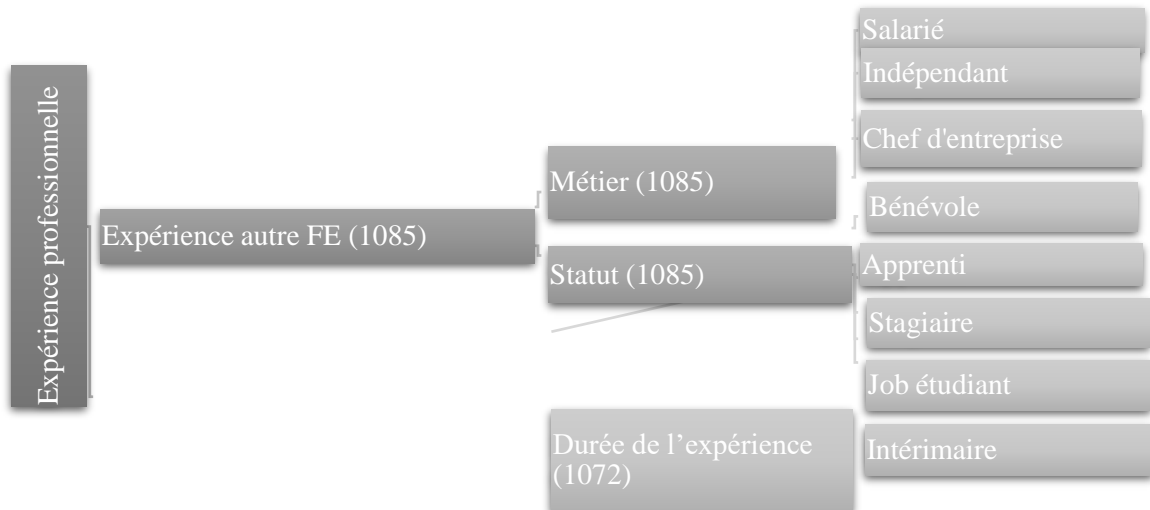 Expérience professionnelle
Expérience autre FE (1085)
Métier (1085)
Statut (1085)
Durée de l’expérience
(1072)
Salarié
Indépendant
Chef d'entreprise
Bénévole
Apprenti
Stagiaire
Job étudiant
Intérimaire